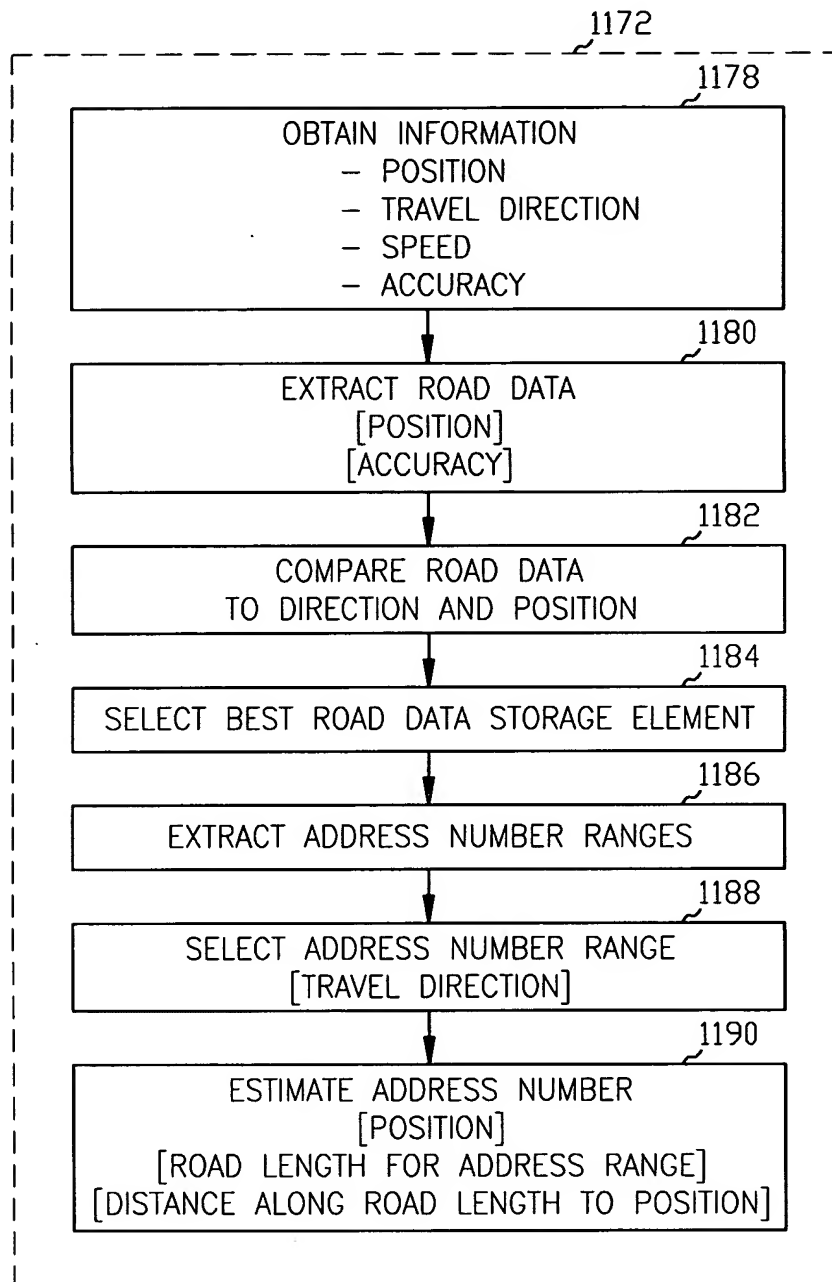 1172
1178
OBTAIN INFORMATION
– POSITION
– TRAVEL DIRECTION
– SPEED
– ACCURACY
1180
EXTRACT ROAD DATA
[POSITION]
[ACCURACY]
1182
COMPARE ROAD DATA
TO DIRECTION AND POSITION
1184
SELECT BEST ROAD DATA STORAGE ELEMENT
1186
EXTRACT ADDRESS NUMBER RANGES
1188
SELECT ADDRESS NUMBER RANGE
[TRAVEL DIRECTION]
1190
ESTIMATE ADDRESS NUMBER
[POSITION]
[ROAD LENGTH FOR ADDRESS RANGE]
[DISTANCE ALONG ROAD LENGTH TO POSITION]